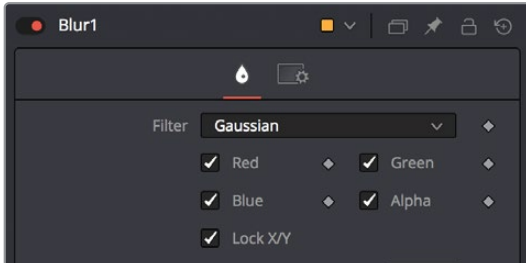 Blur1
Filter Gaussian
Red Green
Blue Alpha
Lock X/Y